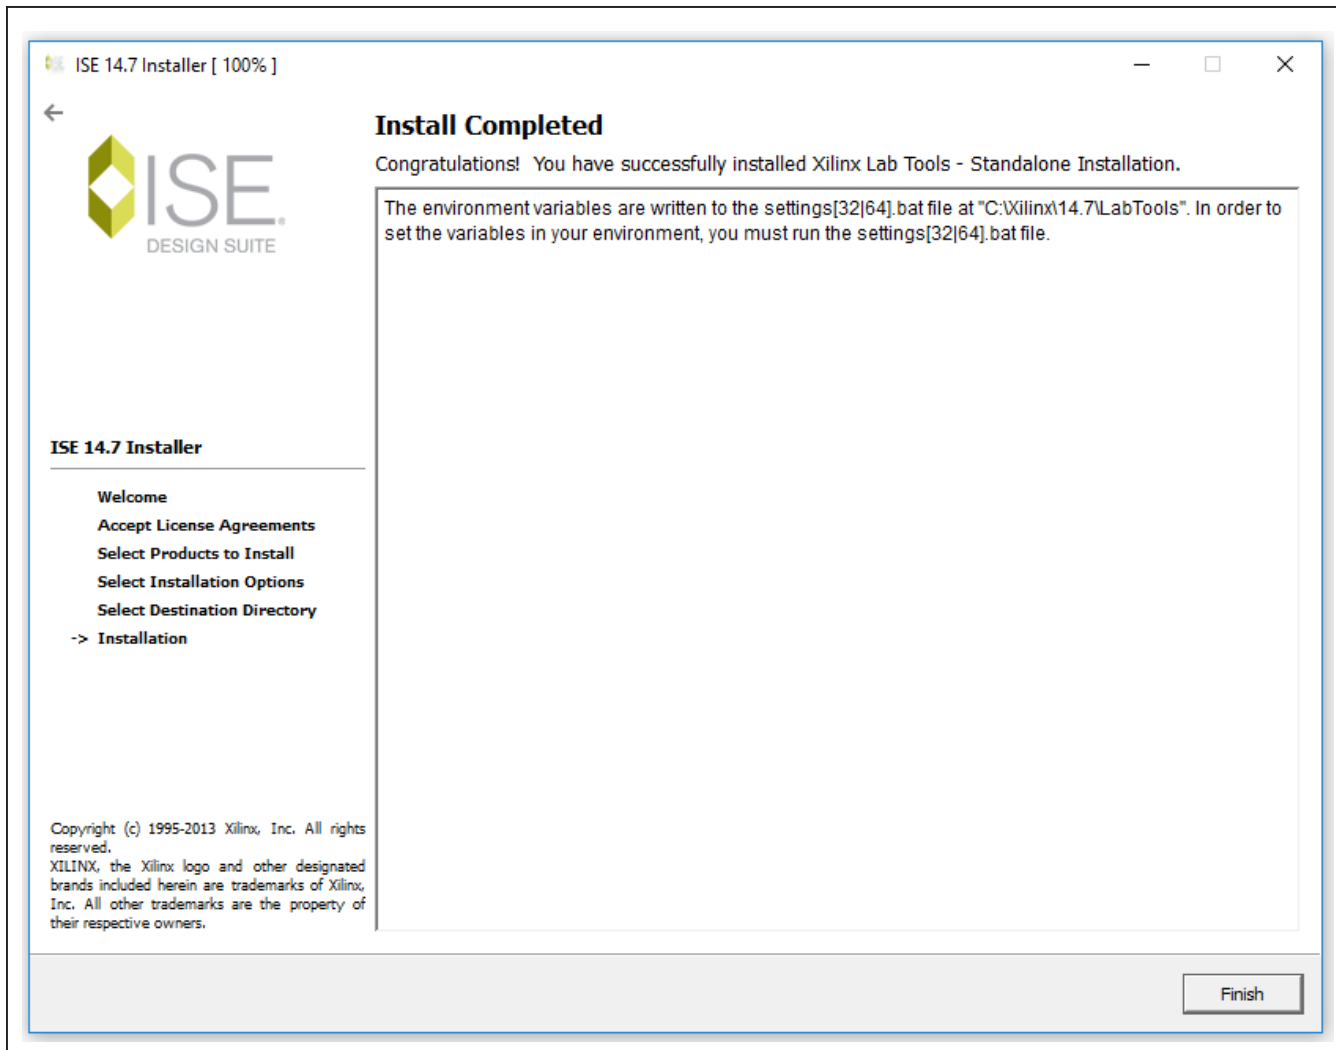 ISE 14.7 Installer [ 100% ]
ISE®
DESIGN SUITE
Install Completed
Congratulations!  You have successfully installed Xilinx Lab Tools - Standalone Installation.
The environment variables are written to the settings[32|64].bat file at "C:\Xilinx\14.7\LabTools". In order to
set the variables in your environment, you must run the settings[32|64].bat file.
ISE 14.7 Installer
Welcome
Accept License Agreements
Select Products to Install
Select Installation Options
Select Destination Directory
-> Installation
Copyright (c) 1995-2013 Xilinx, Inc. All rights
reserved.
XILINX, the Xilinx logo and other designated
brands included herein are trademarks of Xilinx,
Inc. All other trademarks are the property of
their respective owners.
Finish